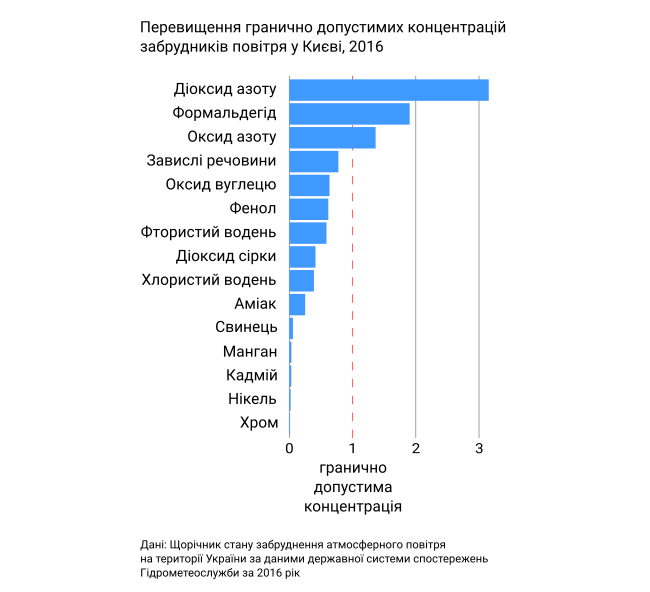 Перевищення гранично допустимих концентрацій
забрудників повітря у Києві, 2016
Діоксид азоту
Формальдегід
Оксид азоту
Завислі речовини
Оксид вуглецю
Фенол
Фтористий водень
Діоксид сірки
Хлористий водень
Аміак
Свинець
Манган
Кадмій
Нікель
Хром
0 1 2 3
гранично
допустима
концентрація
Дані: Щорічник стану забруднення атмосферного повітря
на території України за даними державної системи спостережень
Гідрометеослужби за 2016 рік